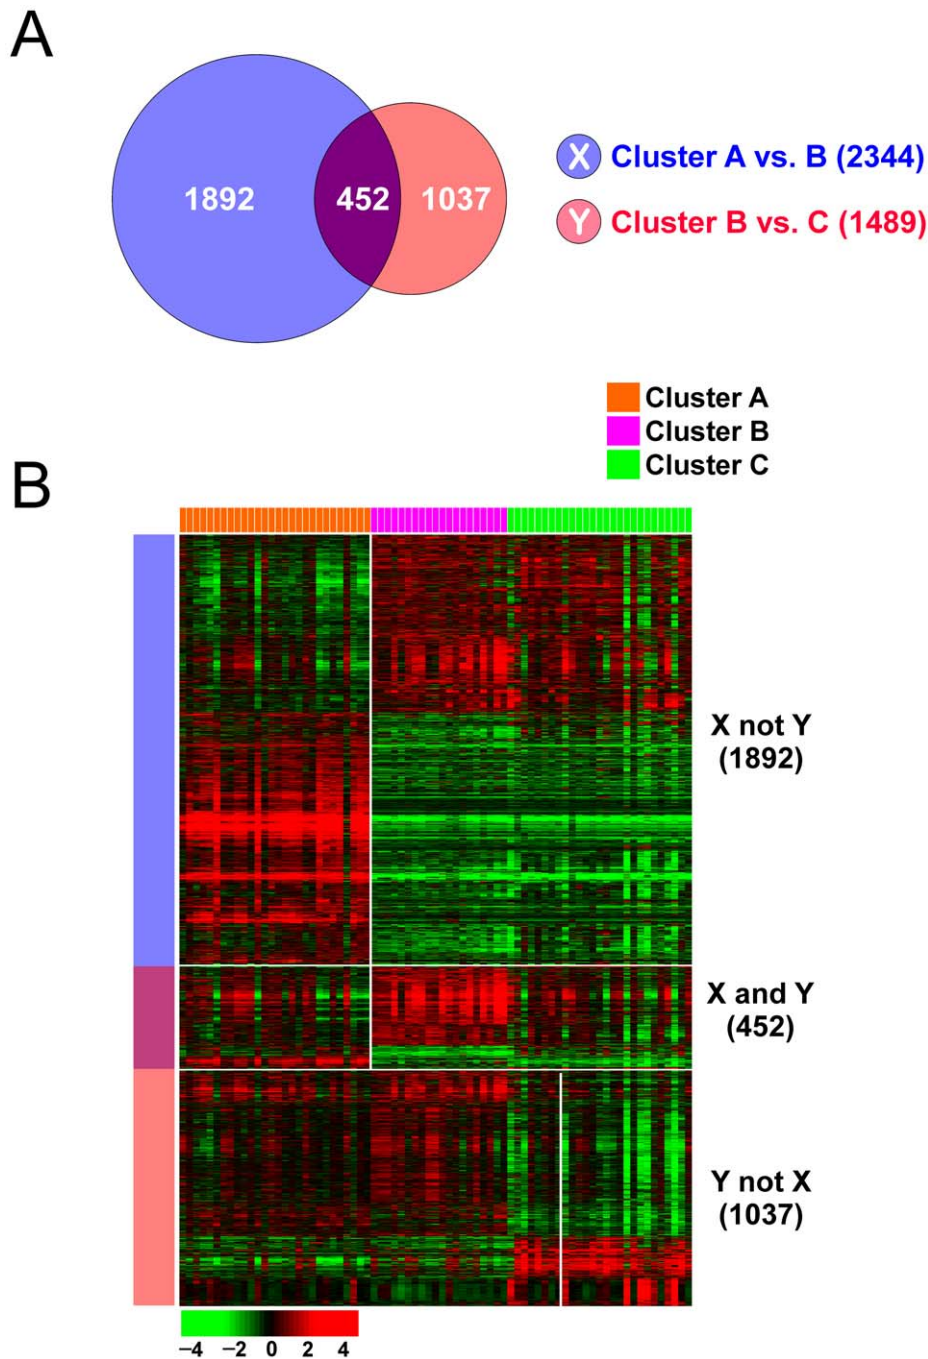 A
1892
452
1037
X Cluster A vs. B (2344)
Y Cluster B vs. C (1489)
Cluster A
Cluster B
Cluster C
B
X not Y
(1892)
X and Y
(452)
Y not X
(1037)
−4 −2 0 2 4